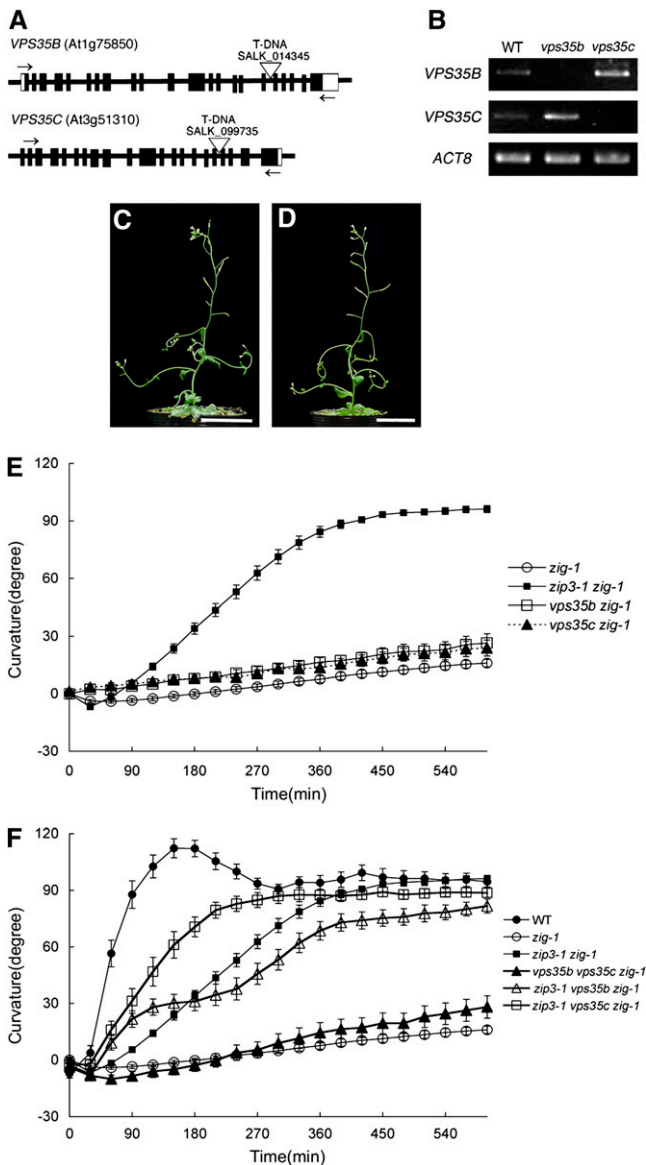 A
VPS35B (At1g75850)
T-DNA
SALK_014345
VPS35C (At3g51310)
T-DNA
SALK_099735
B
WT vps35b vps35c
VPS35B
VPS35C
ACT8
C
D
E
120
90
60
30
0
-30
Curvature(degree)
0 90 180 270 360 450 540
Time(min)
zig-1
zip3-1 zig-1
vps35b zig-1
vps35c zig-1
F
120
90
60
30
0
-30
Curvature(degree)
0 90 180 270 360 450 540
Time(min)
WT
zig-1
zip3-1 zig-1
vps35b vps35c zig-1
zip3-1 vps35b zig-1
zip3-1 vps35c zig-1